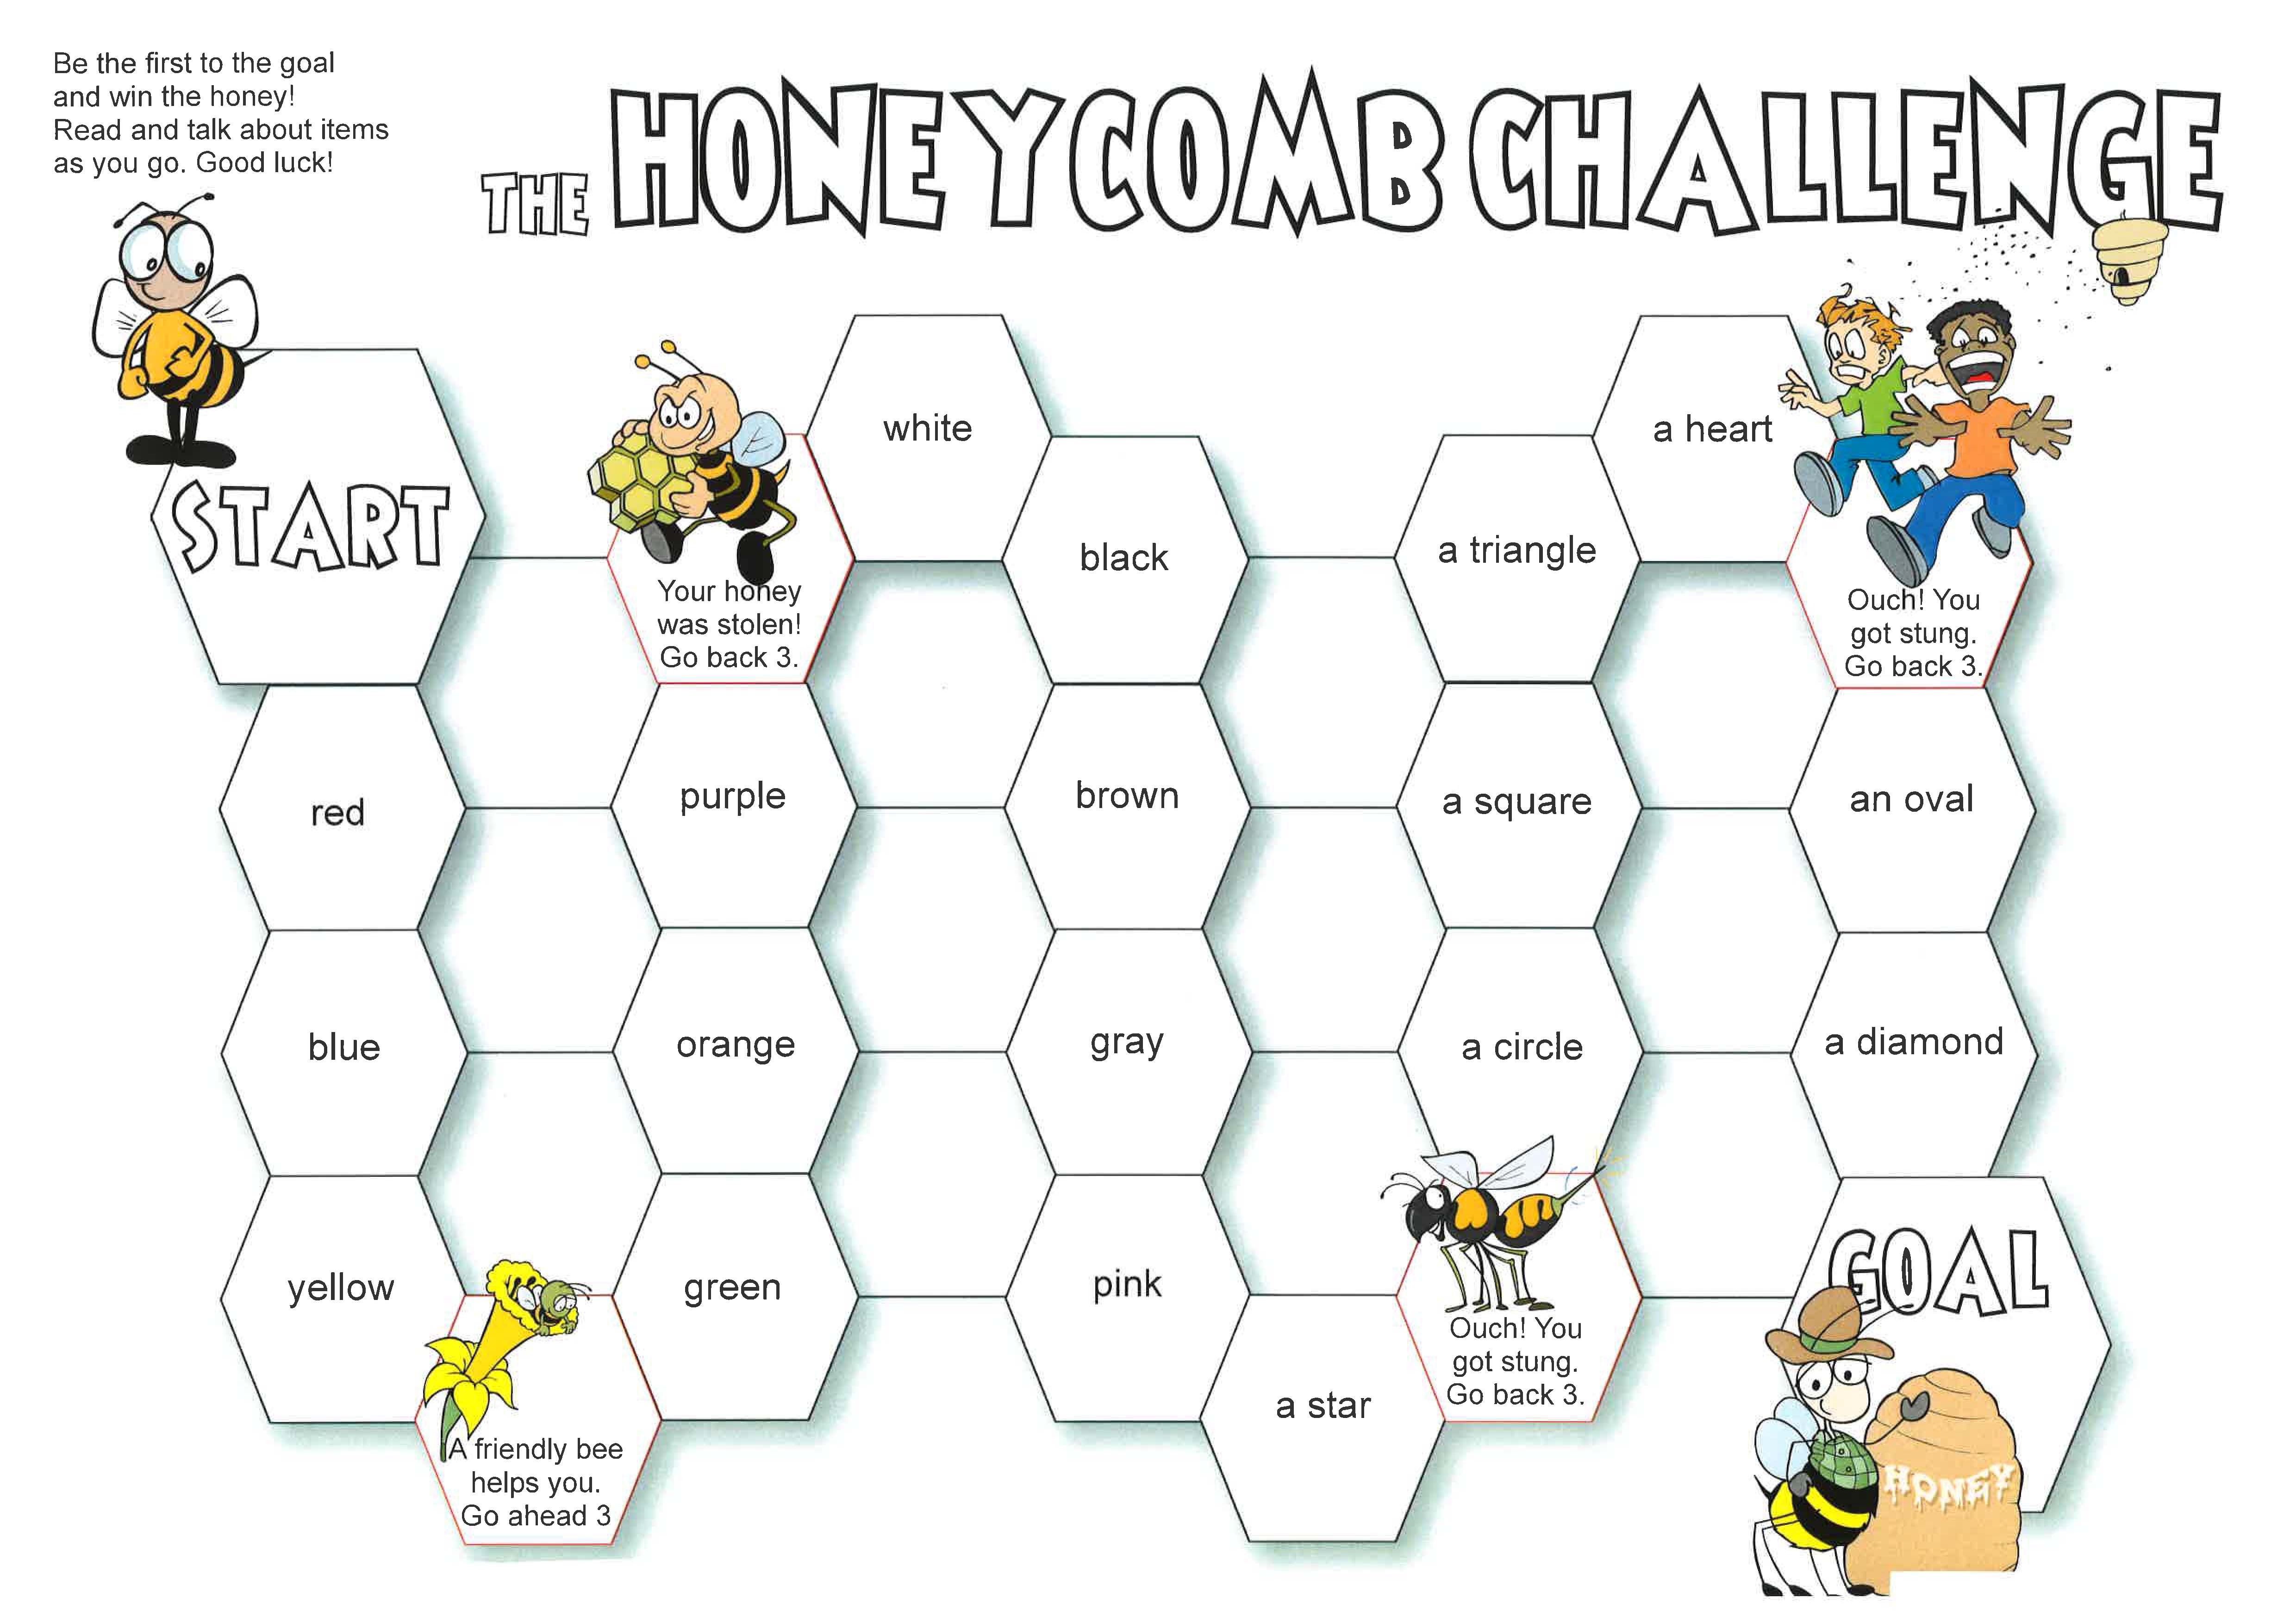 Be the first to the goal
and win the honey!
Read and talk about items
as you go. Good luck!
THE HONEYCOMB CHALLENGE
START
red
blue
yellow
A friendly bee
helps you.
Go ahead 3
green
orange
purple
Your honey
was stolen!
Go back 3.
white
black
brown
gray
pink
a star
Ouch! You
got stung.
Go back 3.
a circle
a square
a triangle
a heart
Ouch! You
got stung.
Go back 3.
an oval
a diamond
GOAL
HONEY